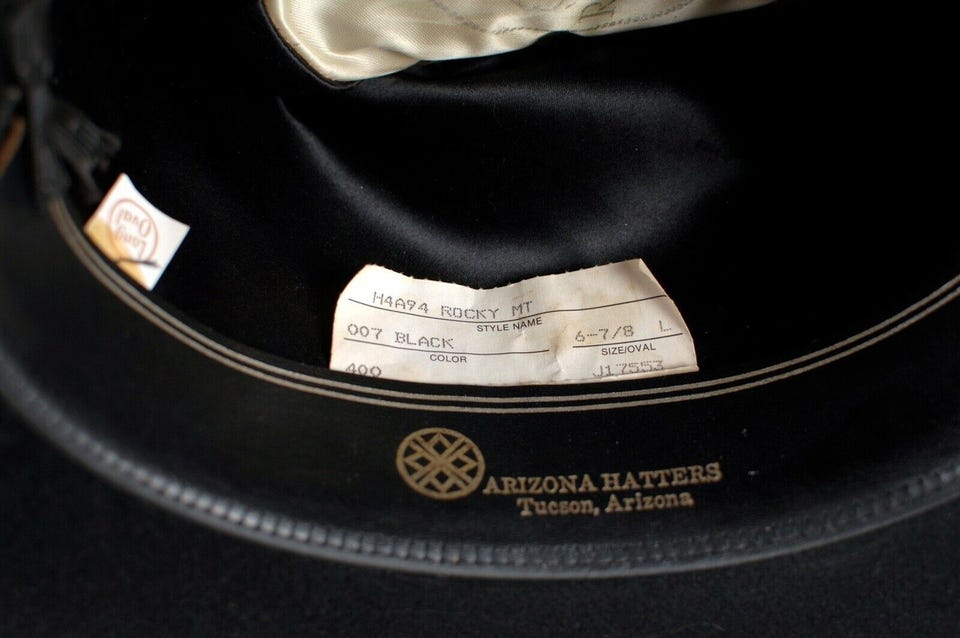 R
Long
Oval
H4A94 ROCKY MT
STYLE NAME
007 BLACK
6-7/8 L
COLOR
SIZE/OVAL
400
J17553
ARIZONA HATTERS
Tucson, Arizona